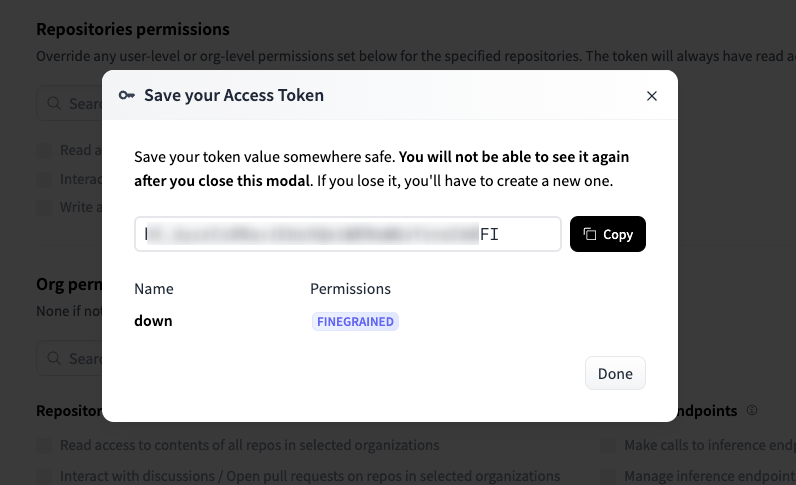 Repositories permissions
Override any user-level or org-level permissions set below for the specified repositories. The token will always have read a
Save your Access Token
Sear
Read a
Save your token value somewhere safe. You will not be able to see it again
after you close this modal. If you lose it, you'll have to create a new one.
Interac
Write a
FI
Copy
Org perm
Name
Permissions
None if not
down
FINEGRAINED
Sear
Done
Repositor
ndpoints
Read access to contents of all repos in selected organizations
Make calls to inference endp
Interact with discussions / Open pull requests on repos in selected organizations
Manage inference endpoint